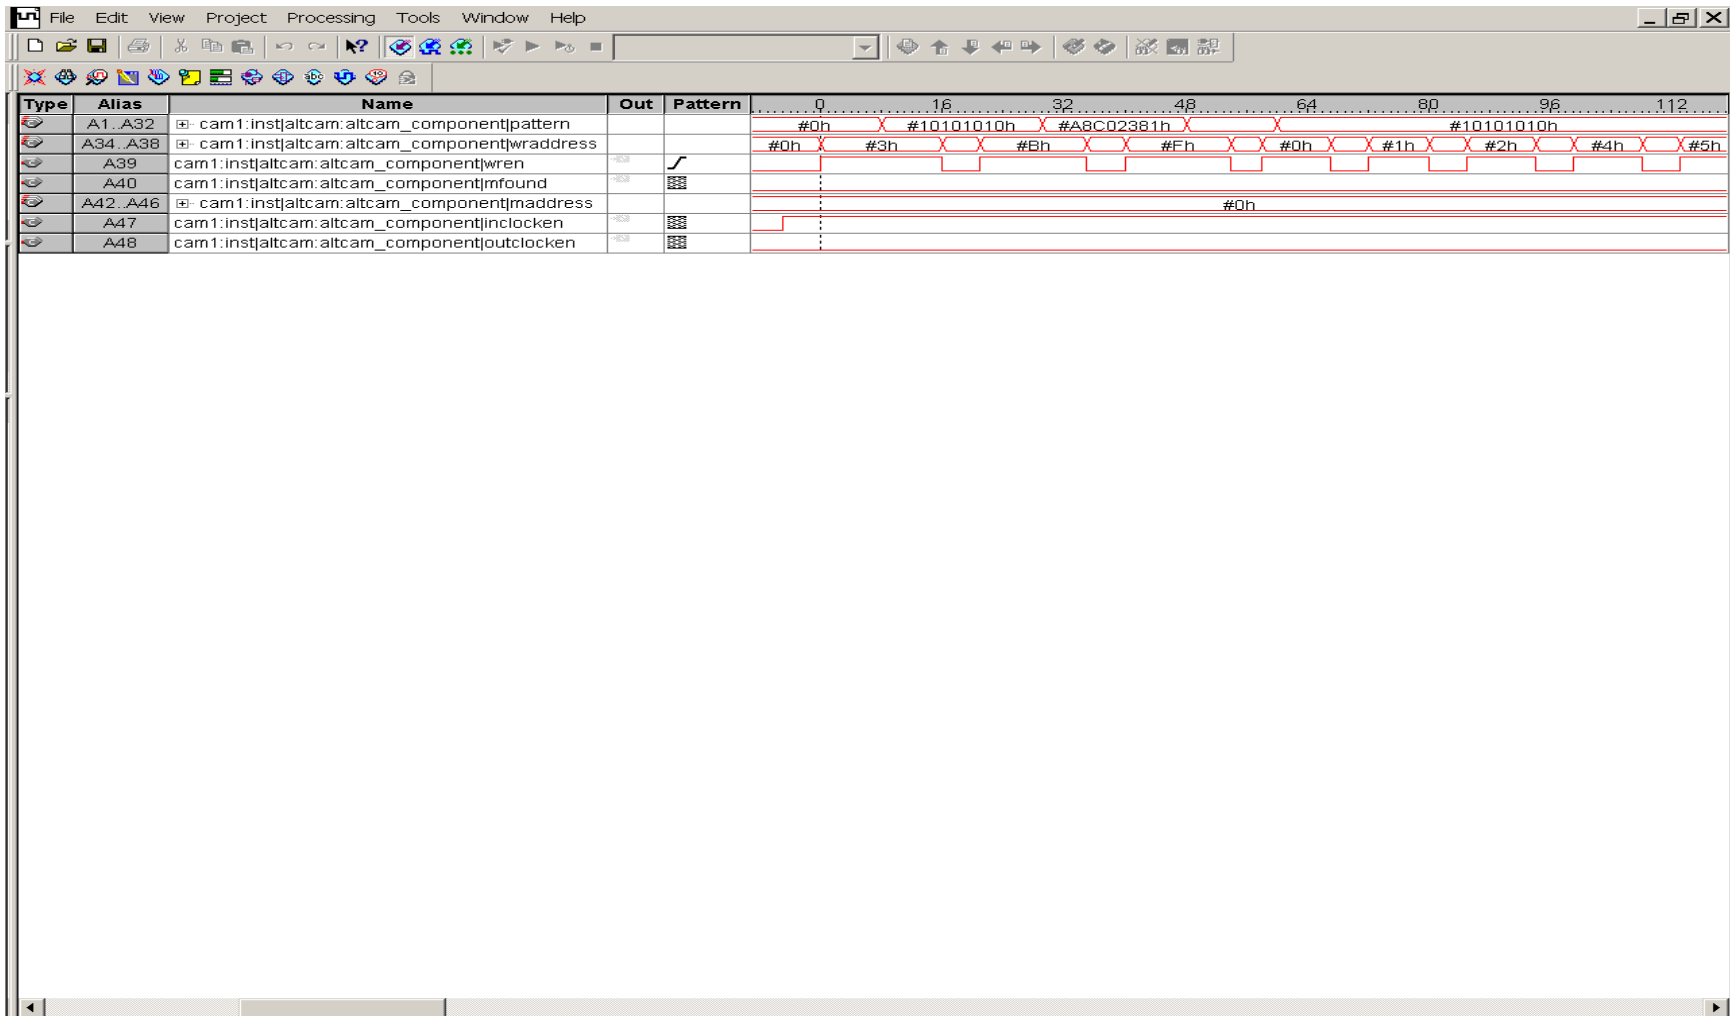 File Edit View Project Processing Tools Window Help
Type Alias Name Out Pattern 0 16 32 48 64 80 96 112
A1..A32 cam1:inst|altcam:altcam_component|pattern #0h #10101010h #A8C02381h #10101010h
A34..A38 cam1:inst|altcam:altcam_component|wraddress #0h #3h #Bh #Fh #0h #1h #2h #4h #5h
A39 cam1:inst|altcam:altcam_component|wren
A40 cam1:inst|altcam:altcam_component|mfound
A42..A46 cam1:inst|altcam:altcam_component|maddress #0h
A47 cam1:inst|altcam:altcam_component|inclocken
A48 cam1:inst|altcam:altcam_component|outclocken